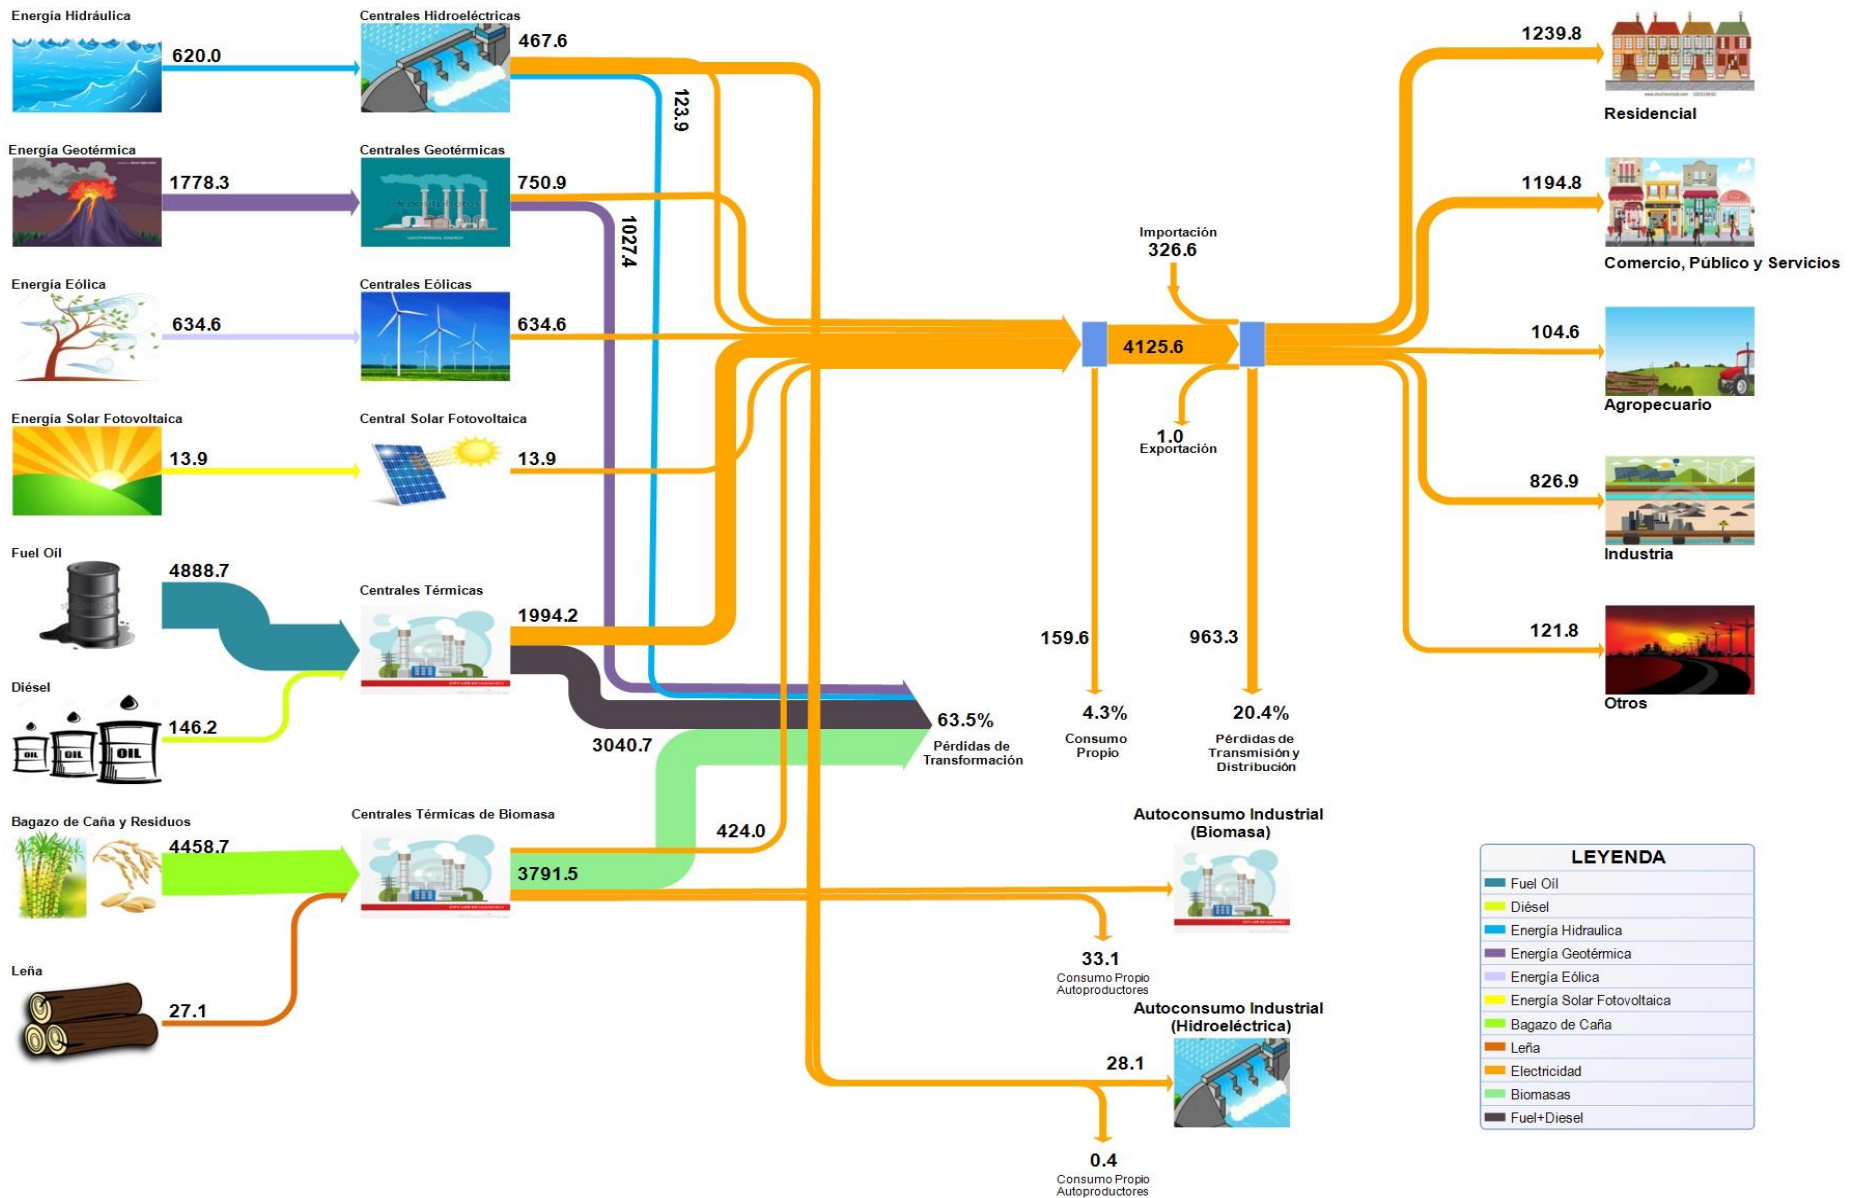 Energía Hidráulica
620.0
Centrales Hidroeléctricas
467.6
123.9
Energía Geotérmica
1778.3
Centrales Geotérmicas
750.9
1027.4
Energía Eólica
634.6
Centrales Eólicas
634.6
Energía Solar Fotovoltaica
13.9
Central Solar Fotovoltaica
13.9
Fuel Oíl
4888.7
Centrales Térmicas
1994.2
3040.7
Diésel
OIL
OIL
OIL
146.2
63.5%
Pérdidas de
Transformación
Bagazo de Caña y Residuos
4458.7
Centrales Térmicas de Biomasa
424.0
3791.5
Leña
27.1
Importación
326.6
4125.6
1.0
Exportación
159.6
4.3%
Consumo
Propio
963.3
20.4%
Pérdidas de
Transmisión y
Distribución
Autoconsumo Industrial
(Biomasa)
33.1
Consumo Propio
Autoproductores
Autoconsumo Industrial
(Hidroeléctrica)
28.1
0.4
Consumo Propio
Autoproductores
1239.8
Residencial
1194.8
Comercio, Público y Servicios
104.6
Agropecuario
826.9
Industria
121.8
Otros
LEYENDA
Fuel Oíl
Diésel
Energía Hidraulica
Energía Geotérmica
Energía Eólica
Energía Solar Fotovoltaica
Bagazo de Caña
Leña
Electricidad
Biomasas
Fuel+Diesel